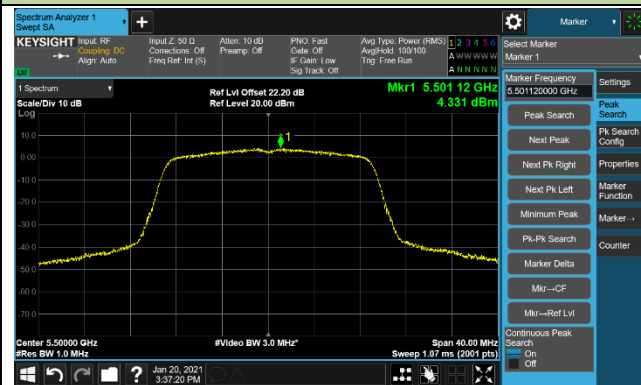 Spectrum Analyzer 1
Swept SA
Marker
KEYSIGHT
Input: RF
Coupling: DC
Align: Auto
Input Z: 50 Ω
Corrections: Off
Freq Ref: Int (S)
Atten: 10 dB
Preamp: Off
PNO: Fast
Gate: Off
IF Gain: Low
Sig Track: Off
Avg Type: Power (RMS)
Avg|Hold: 100/100
Trig: Free Run
1 2 3 4 5 6
A W W W W W
A N N N N N
Select Marker
Marker 1
LXI
1 Spectrum
Scale/Div 10 dB
Log
Ref Lvl Offset 22.20 dB
Ref Level 20.00 dBm
Mkr1 5.501 12 GHz
4.331 dBm
10.0
0.00
-10.0
-20.0
-30.0
-40.0
-50.0
-60.0
-70.0
1
Center 5.50000 GHz
#Res BW 1.0 MHz
#Video BW 3.0 MHz*
Span 40.00 MHz
Sweep 1.07 ms (2001 pts)
Marker Frequency
5.501120000 GHz
Peak Search
Next Peak
Next Pk Right
Next Pk Left
Minimum Peak
Pk-Pk Search
Marker Delta
Mkr→CF
Mkr→Ref Lvl
Continuous Peak
Search
On
Off
Settings
Peak
Search
Pk Search
Config
Properties
Marker
Function
Marker→
Counter
Jan 20, 2021
3:37:20 PM